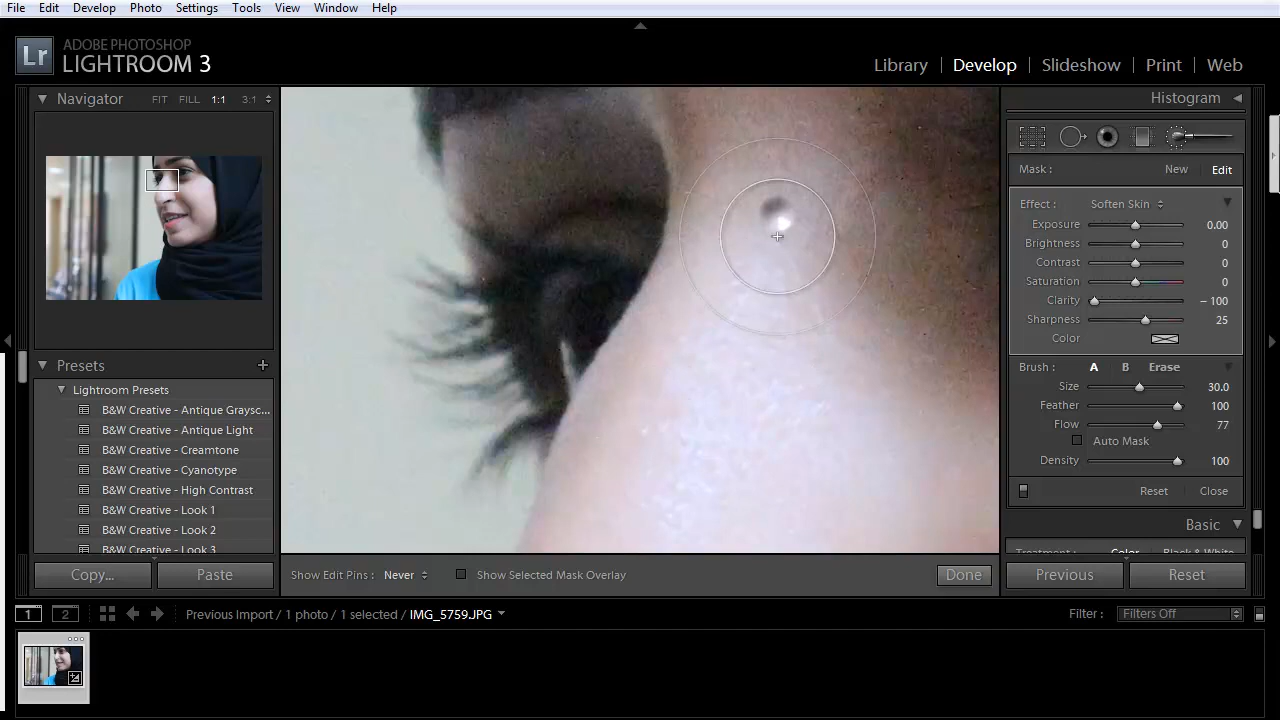 File Edit Develop Photo Settings Tools View Window Help
Lr ADOBE PHOTOSHOP
LIGHTROOM 3
Library | Develop | Slideshow | Print | Web
Navigator FIT FILL 1:1 3:1
Presets +
Lightroom Presets
B&W Creative - Antique Graysc...
B&W Creative - Antique Light
B&W Creative - Creamtone
B&W Creative - Cyanotype
B&W Creative - High Contrast
B&W Creative - Look 1
B&W Creative - Look 2
B&W Creative - Look 3
Copy... Paste
Show Edit Pins : Never Show Selected Mask Overlay Done
Histogram
Mask : New Edit
Effect : Soften Skin
Exposure 0.00
Brightness 0
Contrast 0
Saturation 0
Clarity – 100
Sharpness 25
Color
Brush : A B Erase
Size 30.0
Feather 100
Flow 77
Auto Mask
Density 100
Reset Close
Basic
Treatment : Color Black & White
Previous Reset
1 2 Previous Import / 1 photo / 1 selected / IMG_5759.JPG Filter : Filters Off